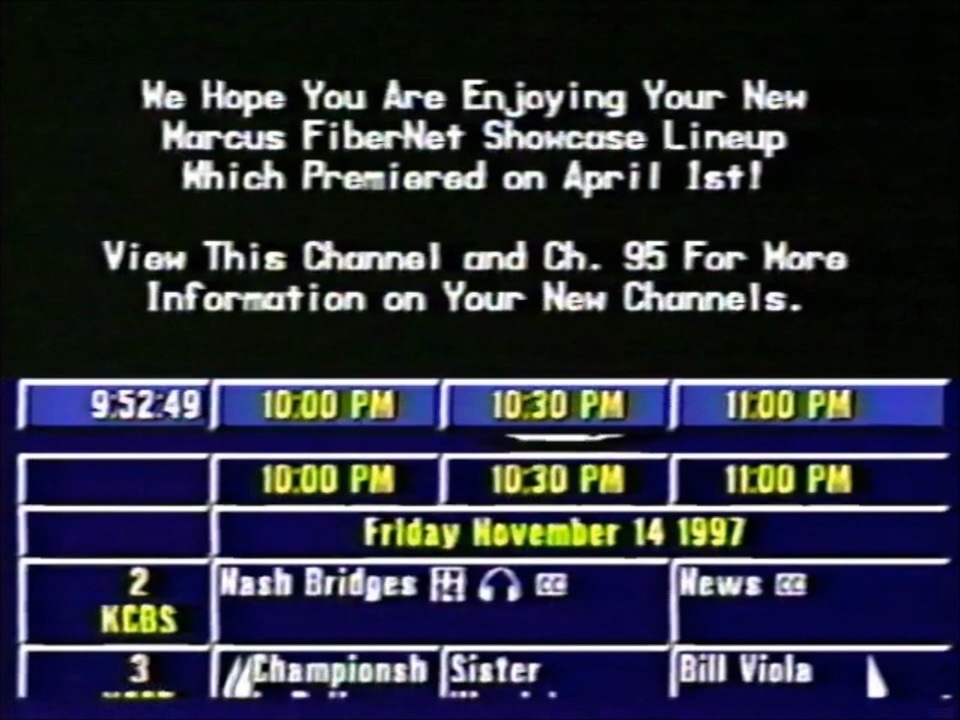 We Hope You Are Enjoying Your New
Marcus FiberNet Showcase Lineup
Which Premiered on April 1st!
View This Channel and Ch. 95 For More
Information on Your New Channels.
9:52:49 10:00 PM 10:30 PM 11:00 PM
10:00 PM 10:30 PM 11:00 PM
Friday November 14 1997
2 Nash Bridges CC News CC
KCBS
3 Championsh Sister Bill Viola